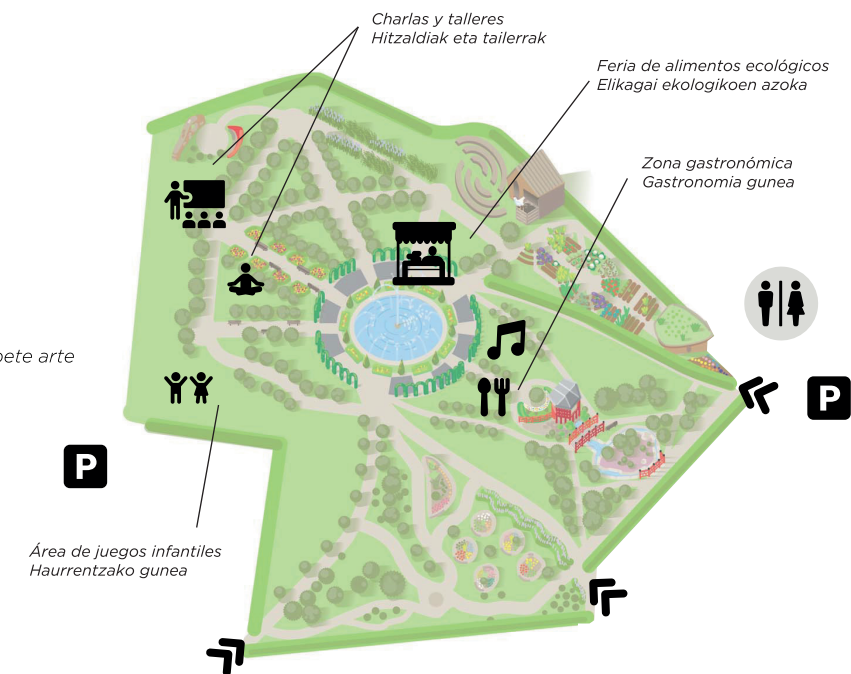 Charlas y talleres
Hitzaldiak eta tailerrak
Feria de alimentos ecológicos
Elikagai ekologikoen azoka
Zona gastronómica
Gastronomia gunea
arte
P
P
Área de juegos infantiles
Haurrentzako gunea